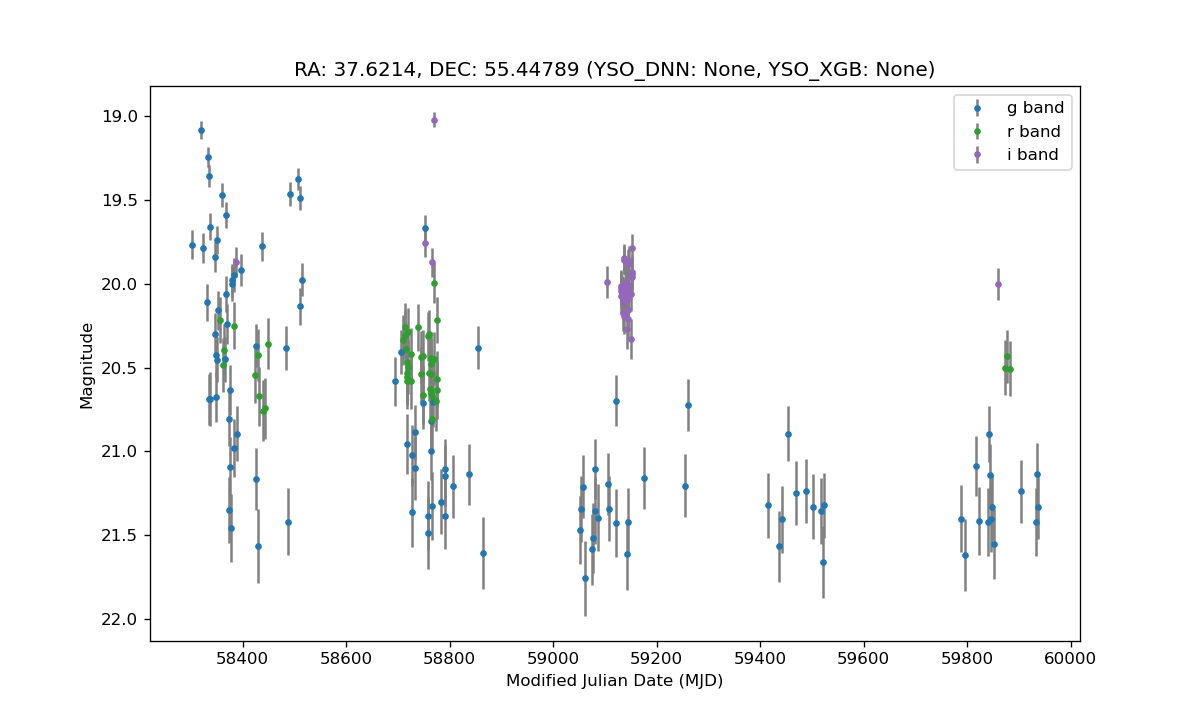 RA: 37.6214, DEC: 55.44789 (YSO_DNN: None, YSO_XGB: None)
g band
r band
i band
19.0
19.5
20.0
20.5
21.0
21.5
22.0
Magnitude
58400
58600
58800
59000
59200
59400
59600
59800
60000
Modified Julian Date (MJD)